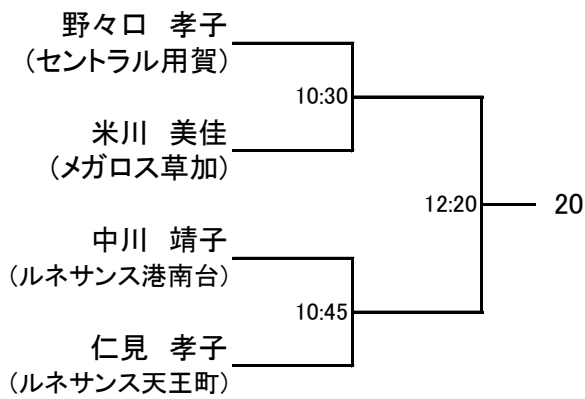 野々口　孝子
(セントラル用賀)
10:30
米川　美佳
(メガロス草加)
12:20
20
中川　靖子
(ルネサンス港南台)
10:45
仁見　孝子
(ルネサンス天王町)